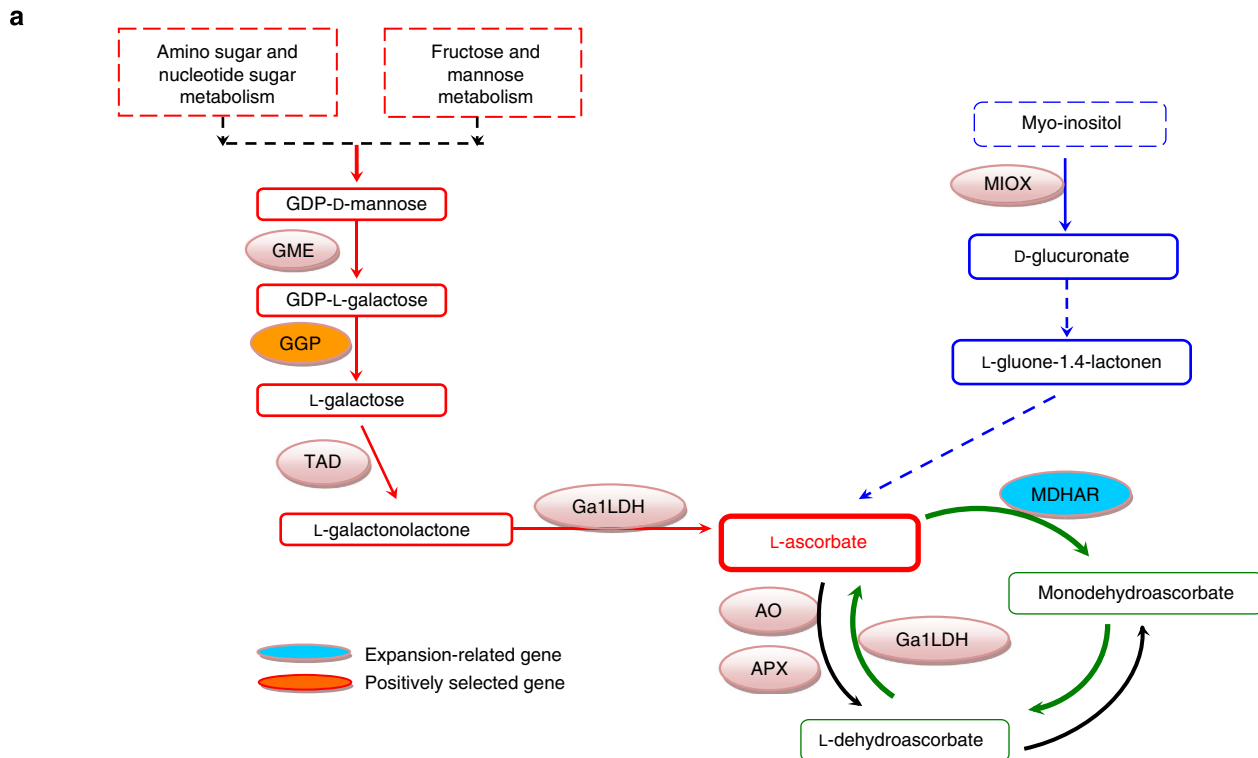 a
Amino sugar and
nucleotide sugar
metabolism
Fructose and
mannose
metabolism
Myo-inositol
MIOX
GDP-D-mannose
GME
D-glucuronate
GDP-L-galactose
GGP
L-gluone-1.4-lactonen
L-galactose
TAD
MDHAR
Ga1LDH
L-galactonolactone
L-ascorbate
Monodehydroascorbate
AO
Ga1LDH
APX
Expansion-related gene
Positively selected gene
L-dehydroascorbate